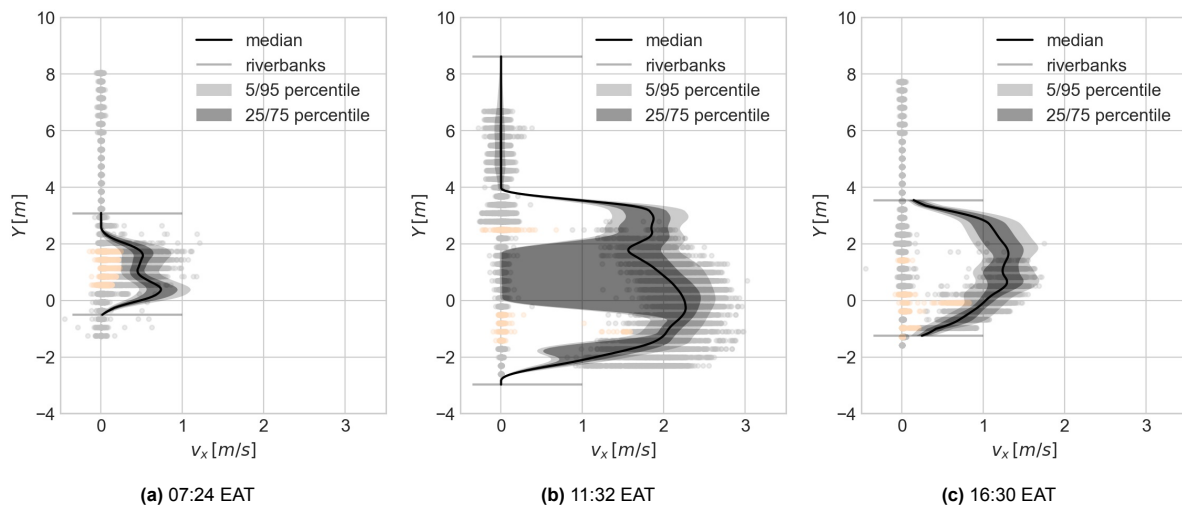 10
8
6
4
2
0
−2
−4
Y [m]
0 1 2 3
vx [m/s]
median
riverbanks
5/95 percentile
25/75 percentile
(a) 07:24 EAT
10
8
6
4
2
0
−2
−4
Y [m]
0 1 2 3
vx [m/s]
median
riverbanks
5/95 percentile
25/75 percentile
(b) 11:32 EAT
10
8
6
4
2
0
−2
−4
Y [m]
0 1 2 3
vx [m/s]
median
riverbanks
5/95 percentile
25/75 percentile
(c) 16:30 EAT